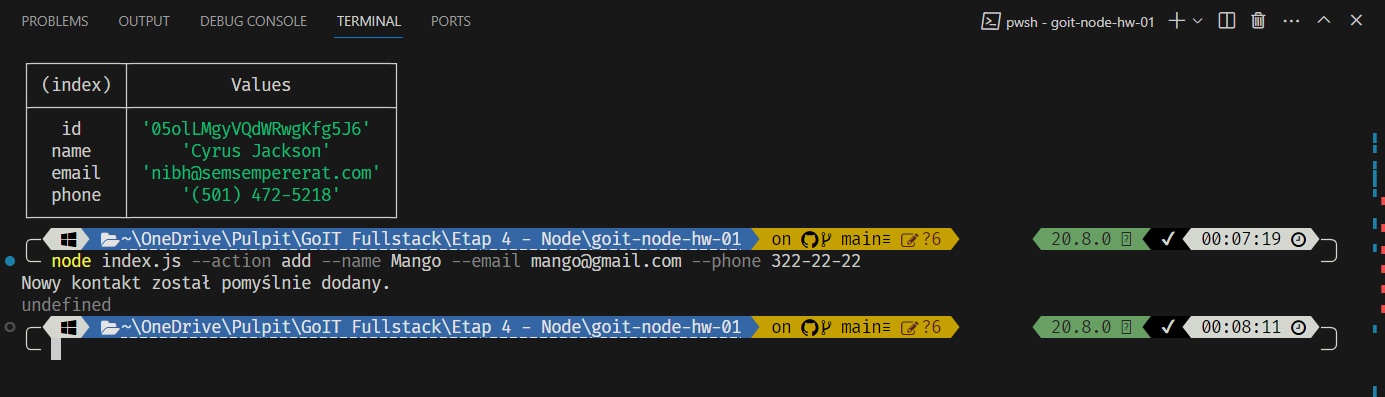 PROBLEMS OUTPUT DEBUG CONSOLE TERMINAL PORTS pwsh - goit-node-hw-01
(index) Values
id '05olLMgyVQdWRwgKfg5J6'
name 'Cyrus Jackson'
email 'nibh@semsempererat.com'
phone '(501) 472-5218'
~\OneDrive\Pulpit\GoIT Fullstack\Etap 4 - Node\goit-node-hw-01 on main≡ ?6 20.8.0 ✓ 00:07:19
node index.js --action add --name Mango --email mango@gmail.com --phone 322-22-22
Nowy kontakt został pomyślnie dodany.
undefined
~\OneDrive\Pulpit\GoIT Fullstack\Etap 4 - Node\goit-node-hw-01 on main≡ ?6 20.8.0 ✓ 00:08:11